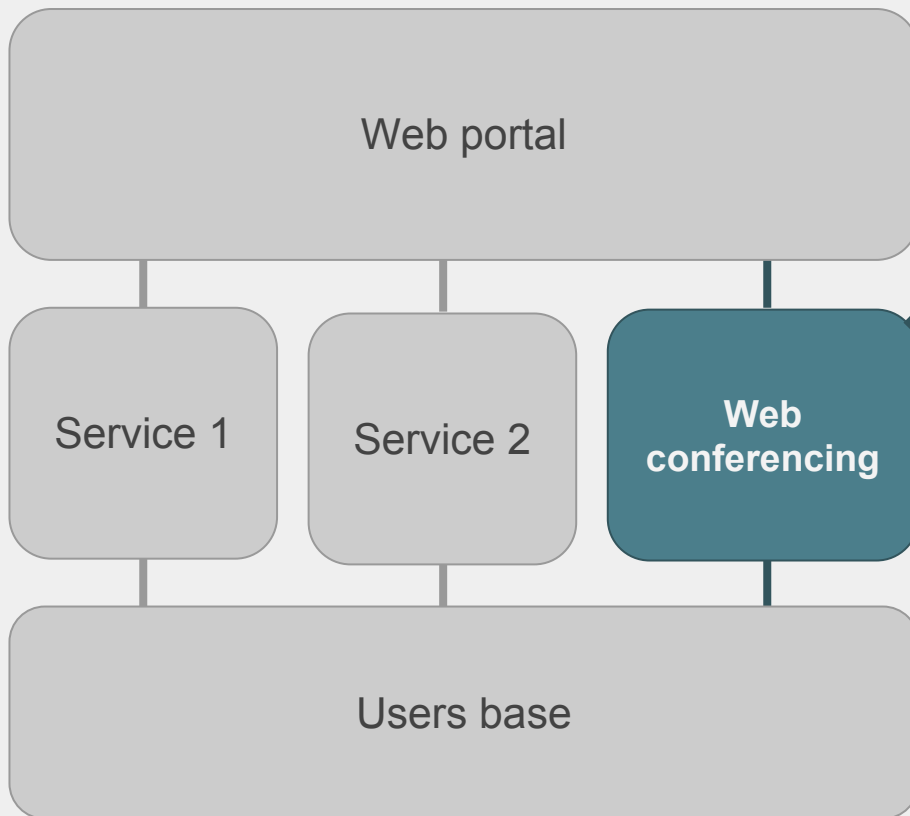 Web portal
Service 1
Service 2
Web
conferencing
Users base